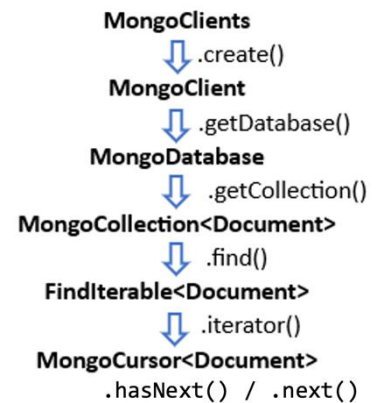 MongoClients
.create()
MongoClient
.getDatabase()
MongoDatabase
.getCollection()
MongoCollection<Document>
.find()
FindIterable<Document>
.iterator()
MongoCursor<Document>
.hasNext() / .next()